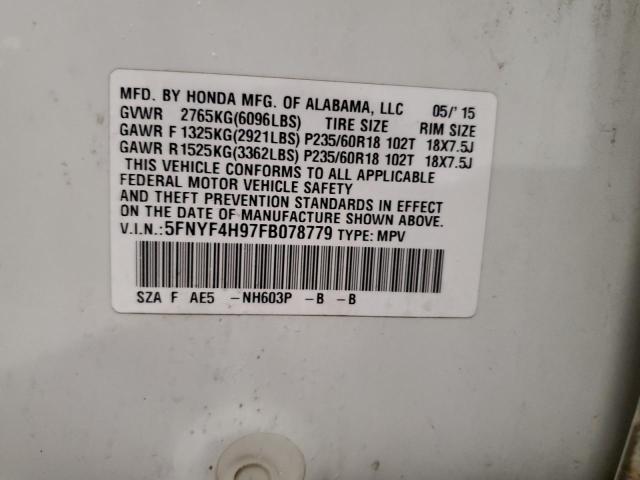 MFD. BY HONDA MFG. OF ALABAMA, LLC 05/'15
GVWR 2765KG(6096LBS) TIRE SIZE RIM SIZE
GAWR F 1325KG(2921LBS) P235/60R18 102T 18X7.5J
GAWR R 1525KG(3362LBS) P235/60R18 102T 18X7.5J
THIS VEHICLE CONFORMS TO ALL APPLICABLE
FEDERAL MOTOR VEHICLE SAFETY
AND THEFT PREVENTION STANDARDS IN EFFECT
ON THE DATE OF MANUFACTURE SHOWN ABOVE.
V.I.N.:5FNYF4H97FB078779 TYPE: MPV
SZA F AE5 -NH603P -B -B